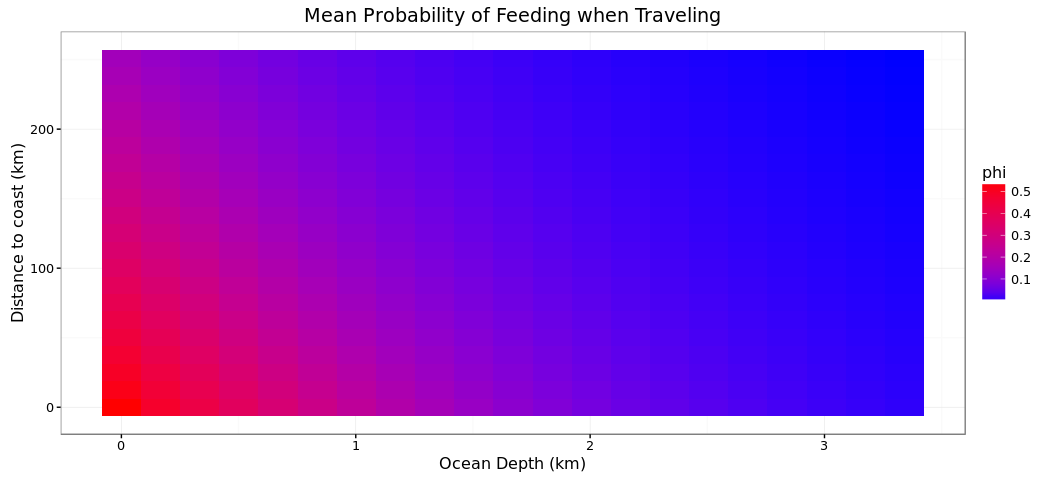 Mean Probability of Feeding when Traveling
Distance to coast (km)
200
100
0
0 1 2 3
Ocean Depth (km)
phi
0.5
0.4
0.3
0.2
0.1